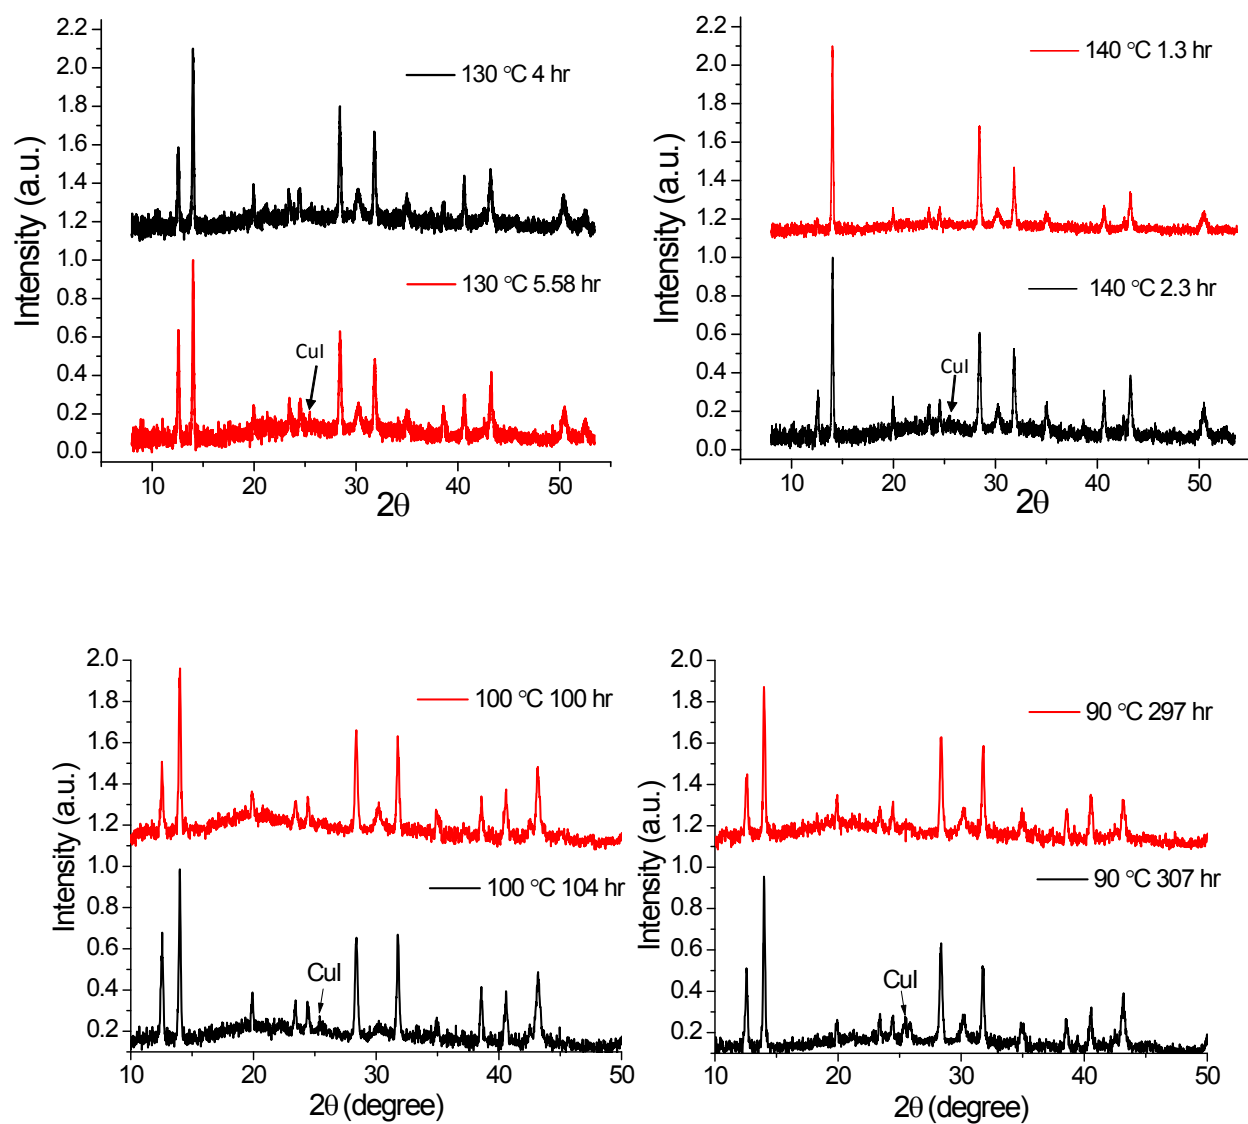 2.2
2.0
1.8
1.6
1.4
1.2
1.0
0.8
0.6
0.4
0.2
0.0
Intensity (a.u.)
130 °C 4 hr
130 °C 5.58 hr
CuI
10 20 30 40 50
2θ
2.2
2.0
1.8
1.6
1.4
1.2
1.0
0.8
0.6
0.4
0.2
0.0
Intensity (a.u.)
140 °C 1.3 hr
140 °C 2.3 hr
CuI
10 20 30 40 50
2θ
2.0
1.8
1.6
1.4
1.2
1.0
0.8
0.6
0.4
0.2
Intensity (a.u.)
100 °C 100 hr
100 °C 104 hr
CuI
10 20 30 40 50
2θ (degree)
2.0
1.8
1.6
1.4
1.2
1.0
0.8
0.6
0.4
0.2
Intensity (a.u.)
90 °C 297 hr
90 °C 307 hr
CuI
10 20 30 40 50
2θ (degree)